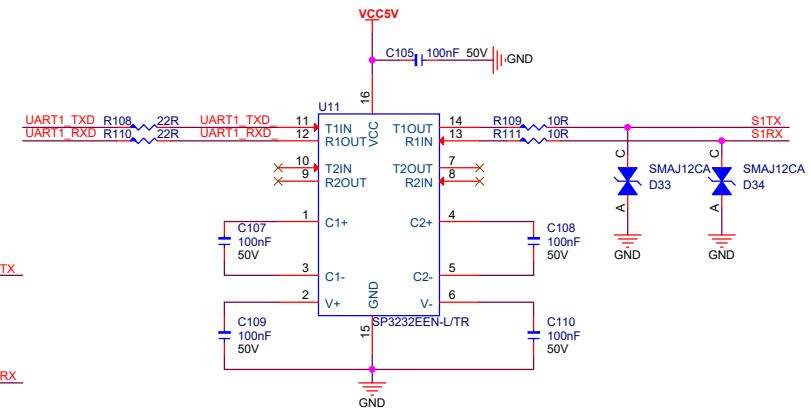 VCC5V
C105 100nF 50V GND
16
U11
UART1_TXD R108 22R UART1_TXD_ 11 T1IN VCC T1OUT 14 R109 10R S1TX
UART1_RXD R110 22R UART1_RXD_ 12 R1OUT R1IN 13 R111 10R S1RX
10 T2IN T2OUT 7
9 R2OUT R2IN 8
C SMAJ12CA D33 A GND
C SMAJ12CA D34 A GND
1 C1+ C2+ 4
C107 100nF 50V
C108 100nF 50V
TX
3 C1- C2- 5
2 V+ GND V- 6
SP3232EEN-L/TR
15
C109 100nF 50V
C110 100nF 50V
RX
GND